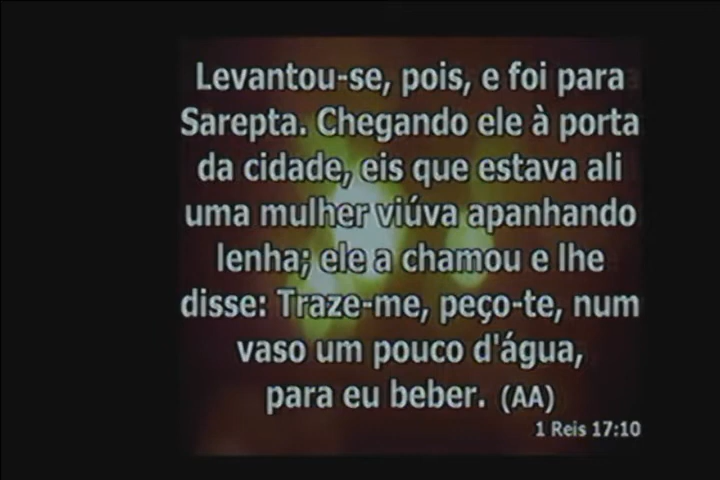 Levantou-se, pois, e foi para
Sarepta. Chegando ele à porta
da cidade, eis que estava ali
uma mulher viúva apanhando
lenha; ele a chamou e lhe
disse: Traze-me, peço-te, num
vaso um pouco d'água,
para eu beber. (AA)
1 Reis 17:10